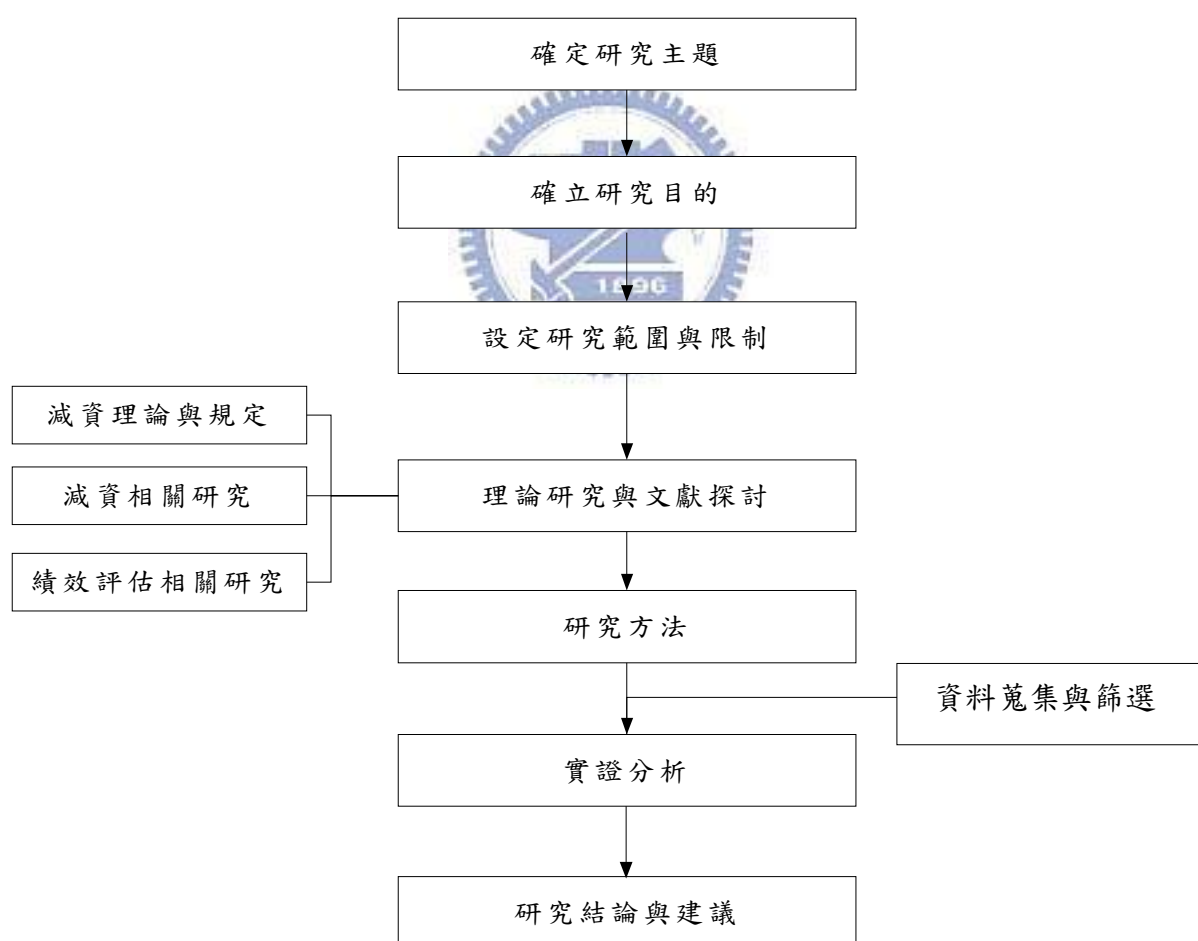 確定研究主題
確立研究目的
1896
設定研究範圍與限制
減資理論與規定
減資相關研究
績效評估相關研究
理論研究與文獻探討
研究方法
資料蒐集與篩選
實證分析
研究結論與建議